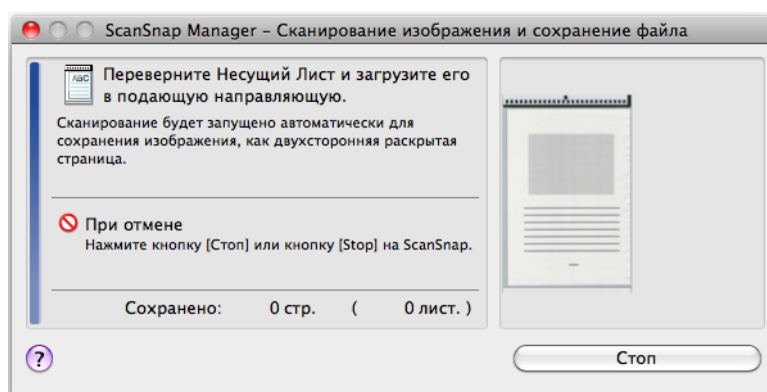 ScanSnap Manager – Сканирование изображения и сохранение файла
ABC
Переверните Несущий Лист и загрузите его
в подающую направляющую.
Сканирование будет запущено автоматически для
сохранения изображения, как двухсторонняя раскрытая
страница.
При отмене
Нажмите кнопку [Стоп] или кнопку [Stop] на ScanSnap.
Сохранено: 0 стр. ( 0 лист. )
? Стоп